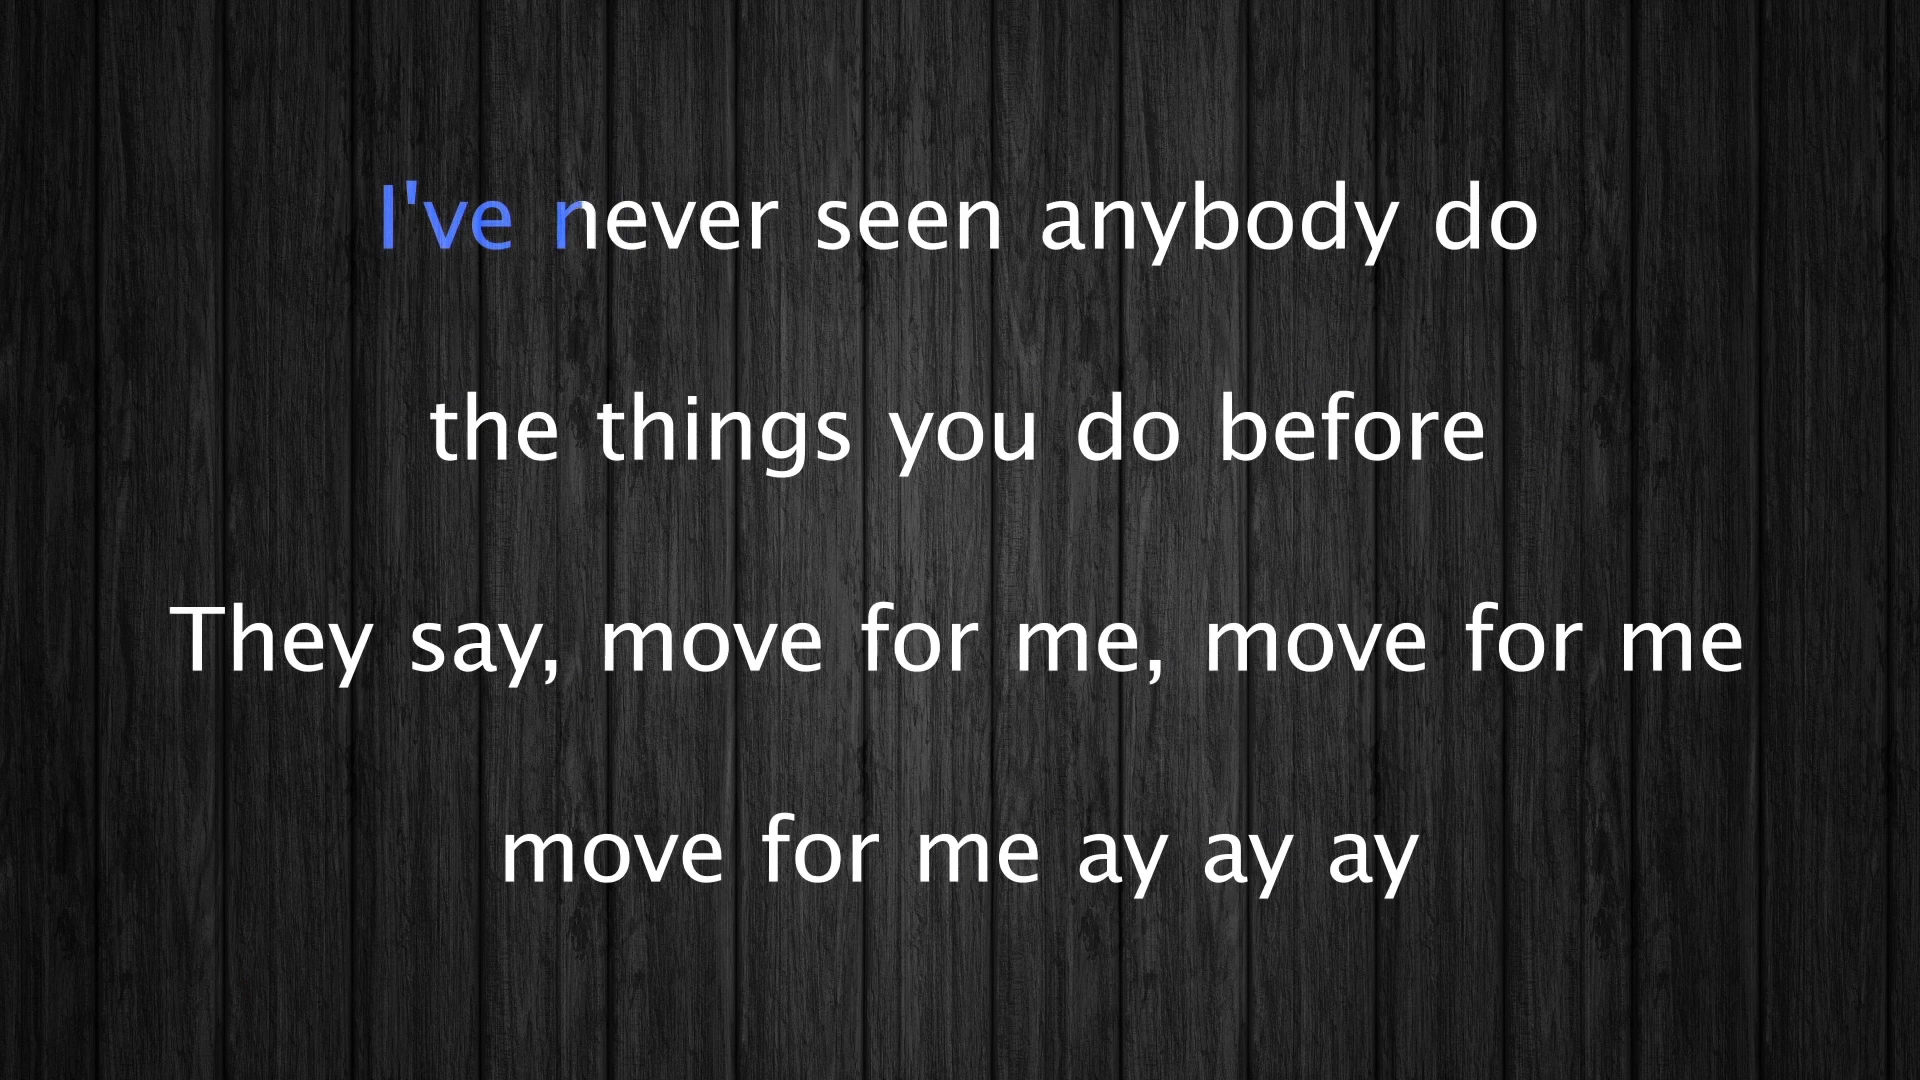 I've never seen anybody do
the things you do before
They say, move for me, move for me
move for me ay ay ay